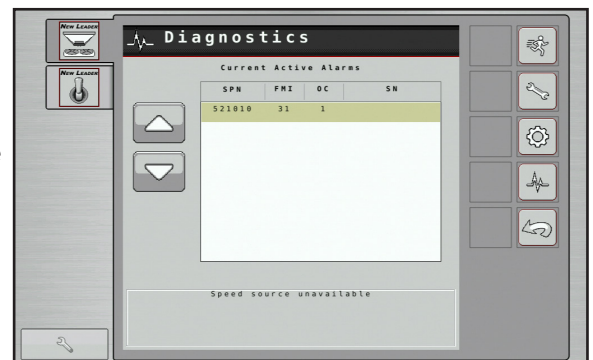 NEW LEADER
NEW LEADER
Diagnostics
Current Active Alarms
SPN FMI OC SN
521010 31 1
Speed source unavailable